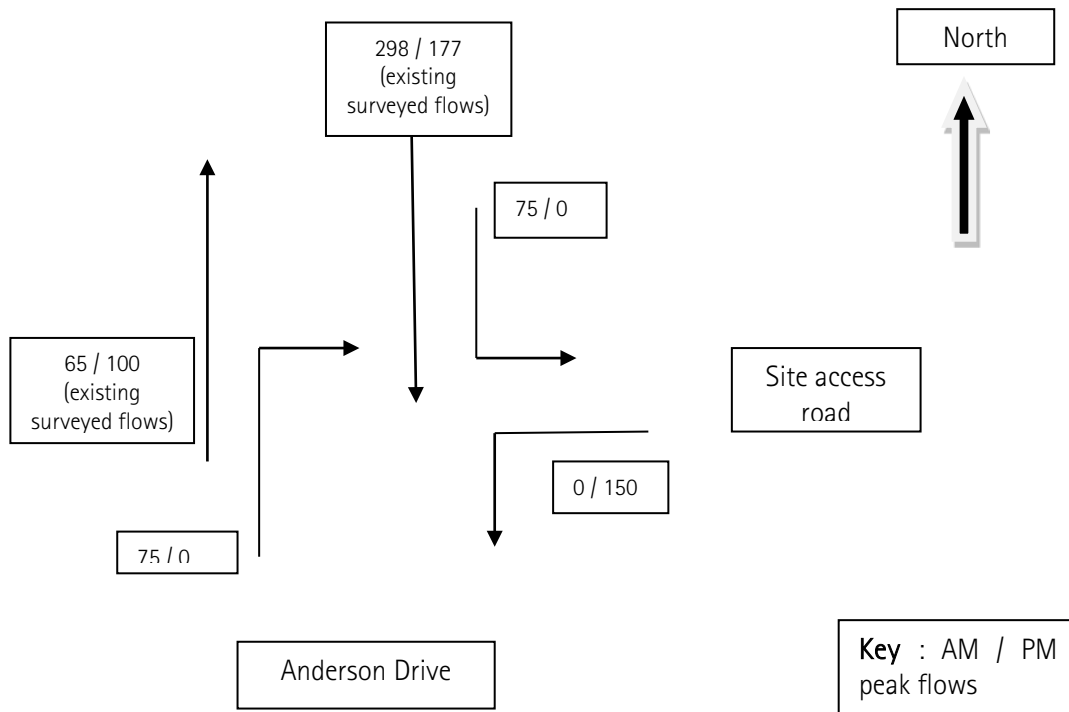 298 / 177
(existing
surveyed flows)
North
75 / 0
65 / 100
(existing
surveyed flows)
Site access
road
0 / 150
75 / 0
Anderson Drive
Key : AM / PM
peak flows